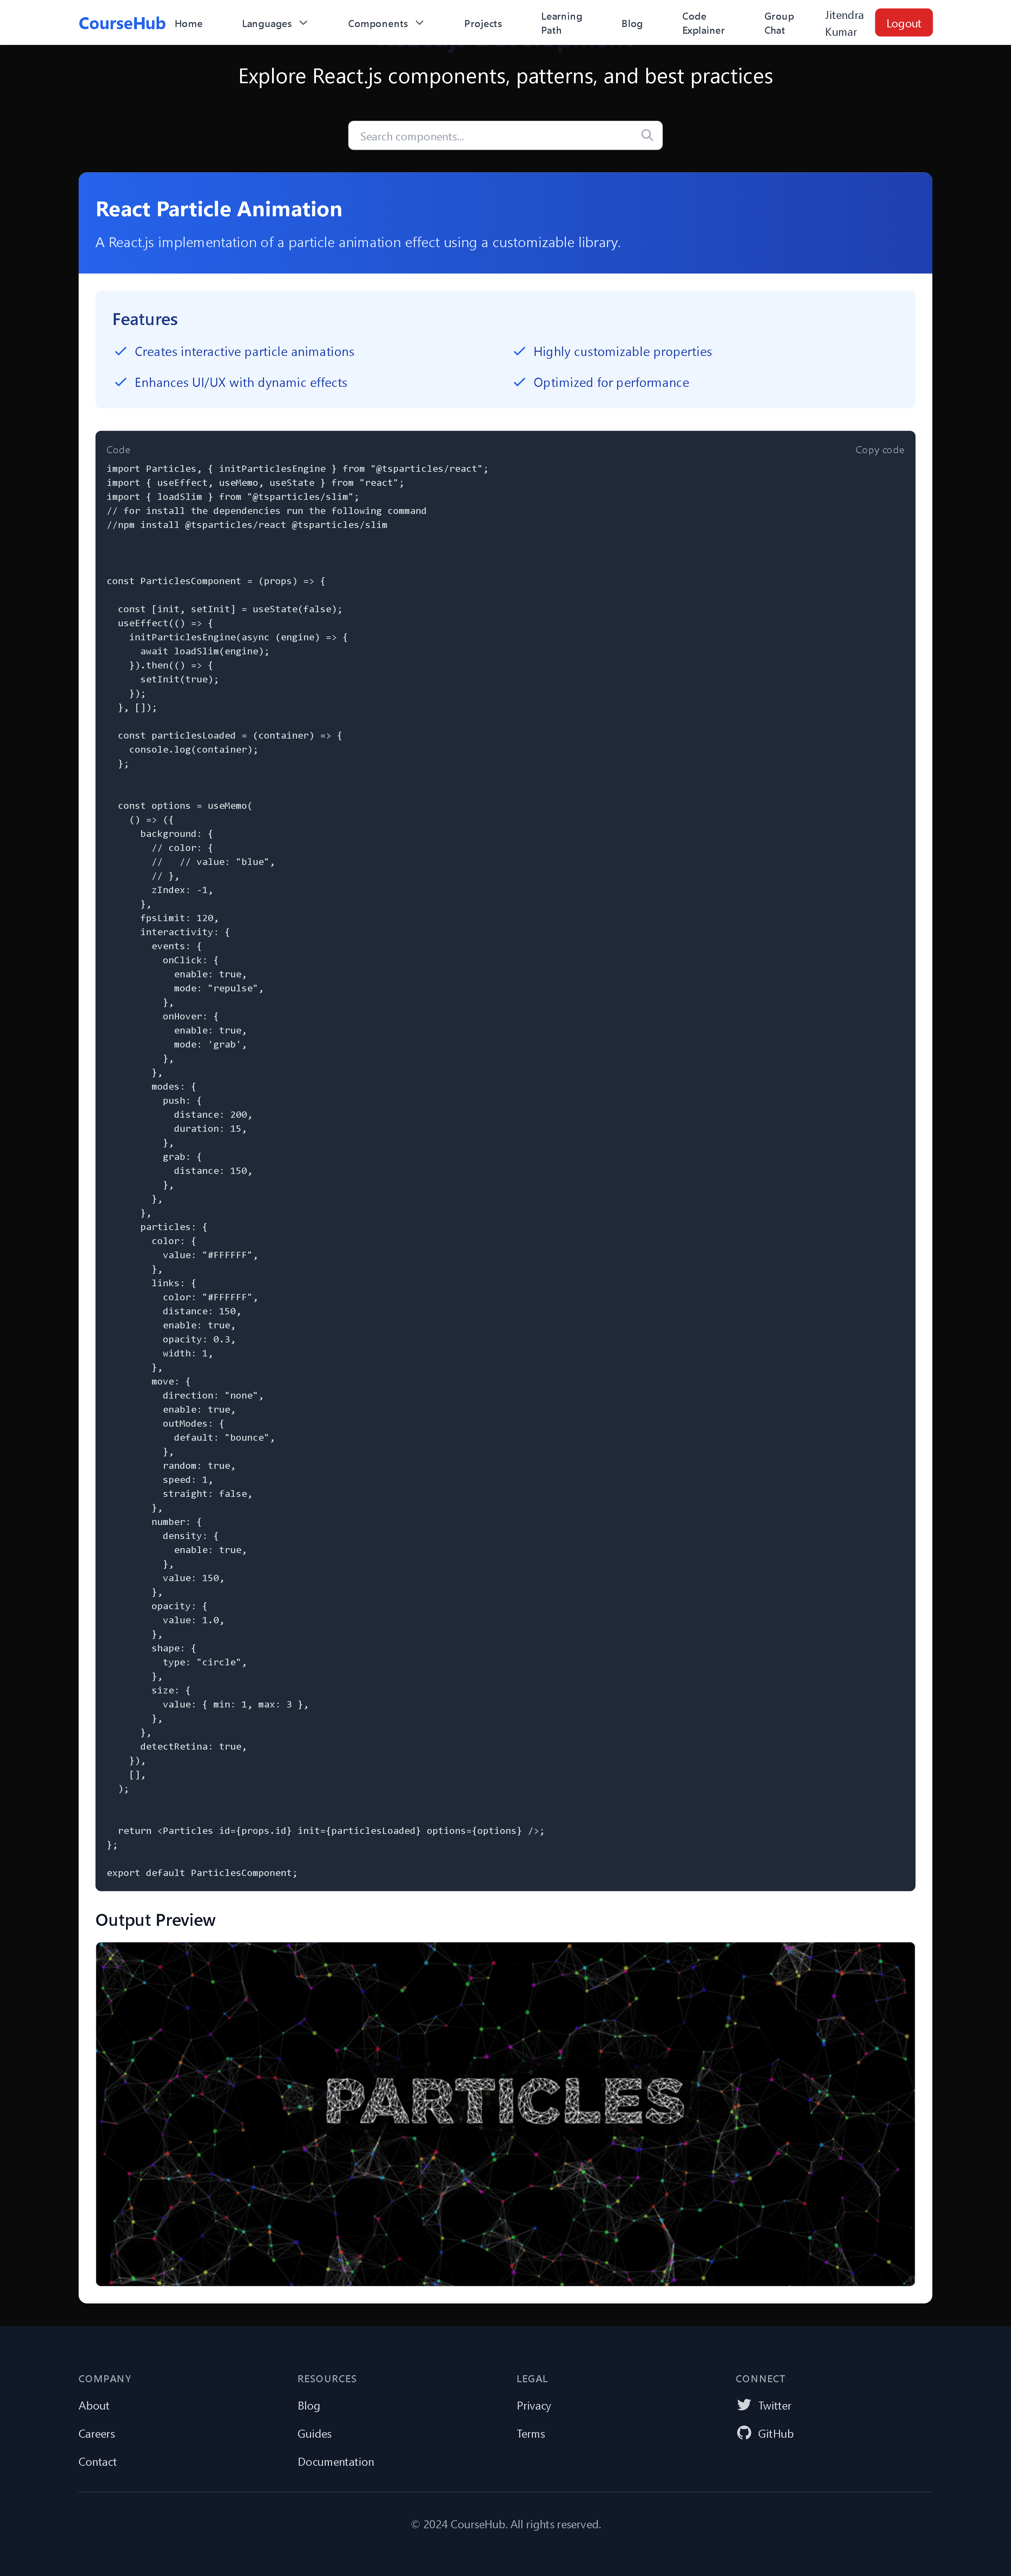 CourseHub
Home
Languages
Components
Projects
Learning
Path
Blog
Code
Explainer
Group
Chat
Jitendra
Kumar
Logout
Explore React.js components, patterns, and best practices
Search components...
React Particle Animation
A React.js implementation of a particle animation effect using a customizable library.
Features
Creates interactive particle animations
Highly customizable properties
Enhances UI/UX with dynamic effects
Optimized for performance
Code
Copy code
import Particles, { initParticlesEngine } from "@tsparticles/react";
import { useEffect, useMemo, useState } from "react";
import { loadSlim } from "@tsparticles/slim";
// for install the dependencies run the following command
//npm install @tsparticles/react @tsparticles/slim
const ParticlesComponent = (props) => {
const [init, setInit] = useState(false);
useEffect(() => {
initParticlesEngine(async (engine) => {
await loadSlim(engine);
}).then(() => {
setInit(true);
});
}, []);
const particlesLoaded = (container) => {
console.log(container);
};
const options = useMemo(
() => ({
background: {
// color: {
//   // value: "blue",
// },
zIndex: -1,
},
fpsLimit: 120,
interactivity: {
events: {
onClick: {
enable: true,
mode: "repulse",
},
onHover: {
enable: true,
mode: 'grab',
},
},
modes: {
push: {
distance: 200,
duration: 15,
},
grab: {
distance: 150,
},
},
},
particles: {
color: {
value: "#FFFFFF",
},
links: {
color: "#FFFFFF",
distance: 150,
enable: true,
opacity: 0.3,
width: 1,
},
move: {
direction: "none",
enable: true,
outModes: {
default: "bounce",
},
random: true,
speed: 1,
straight: false,
},
number: {
density: {
enable: true,
},
value: 150,
},
opacity: {
value: 1.0,
},
shape: {
type: "circle",
},
size: {
value: { min: 1, max: 3 },
},
},
detectRetina: true,
}),
[],
);
return <Particles id={props.id} init={particlesLoaded} options={options} />;
};
export default ParticlesComponent;
Output Preview
PARTICLES
COMPANY
About
Careers
Contact
RESOURCES
Blog
Guides
Documentation
LEGAL
Privacy
Terms
CONNECT
Twitter
GitHub
© 2024 CourseHub. All rights reserved.